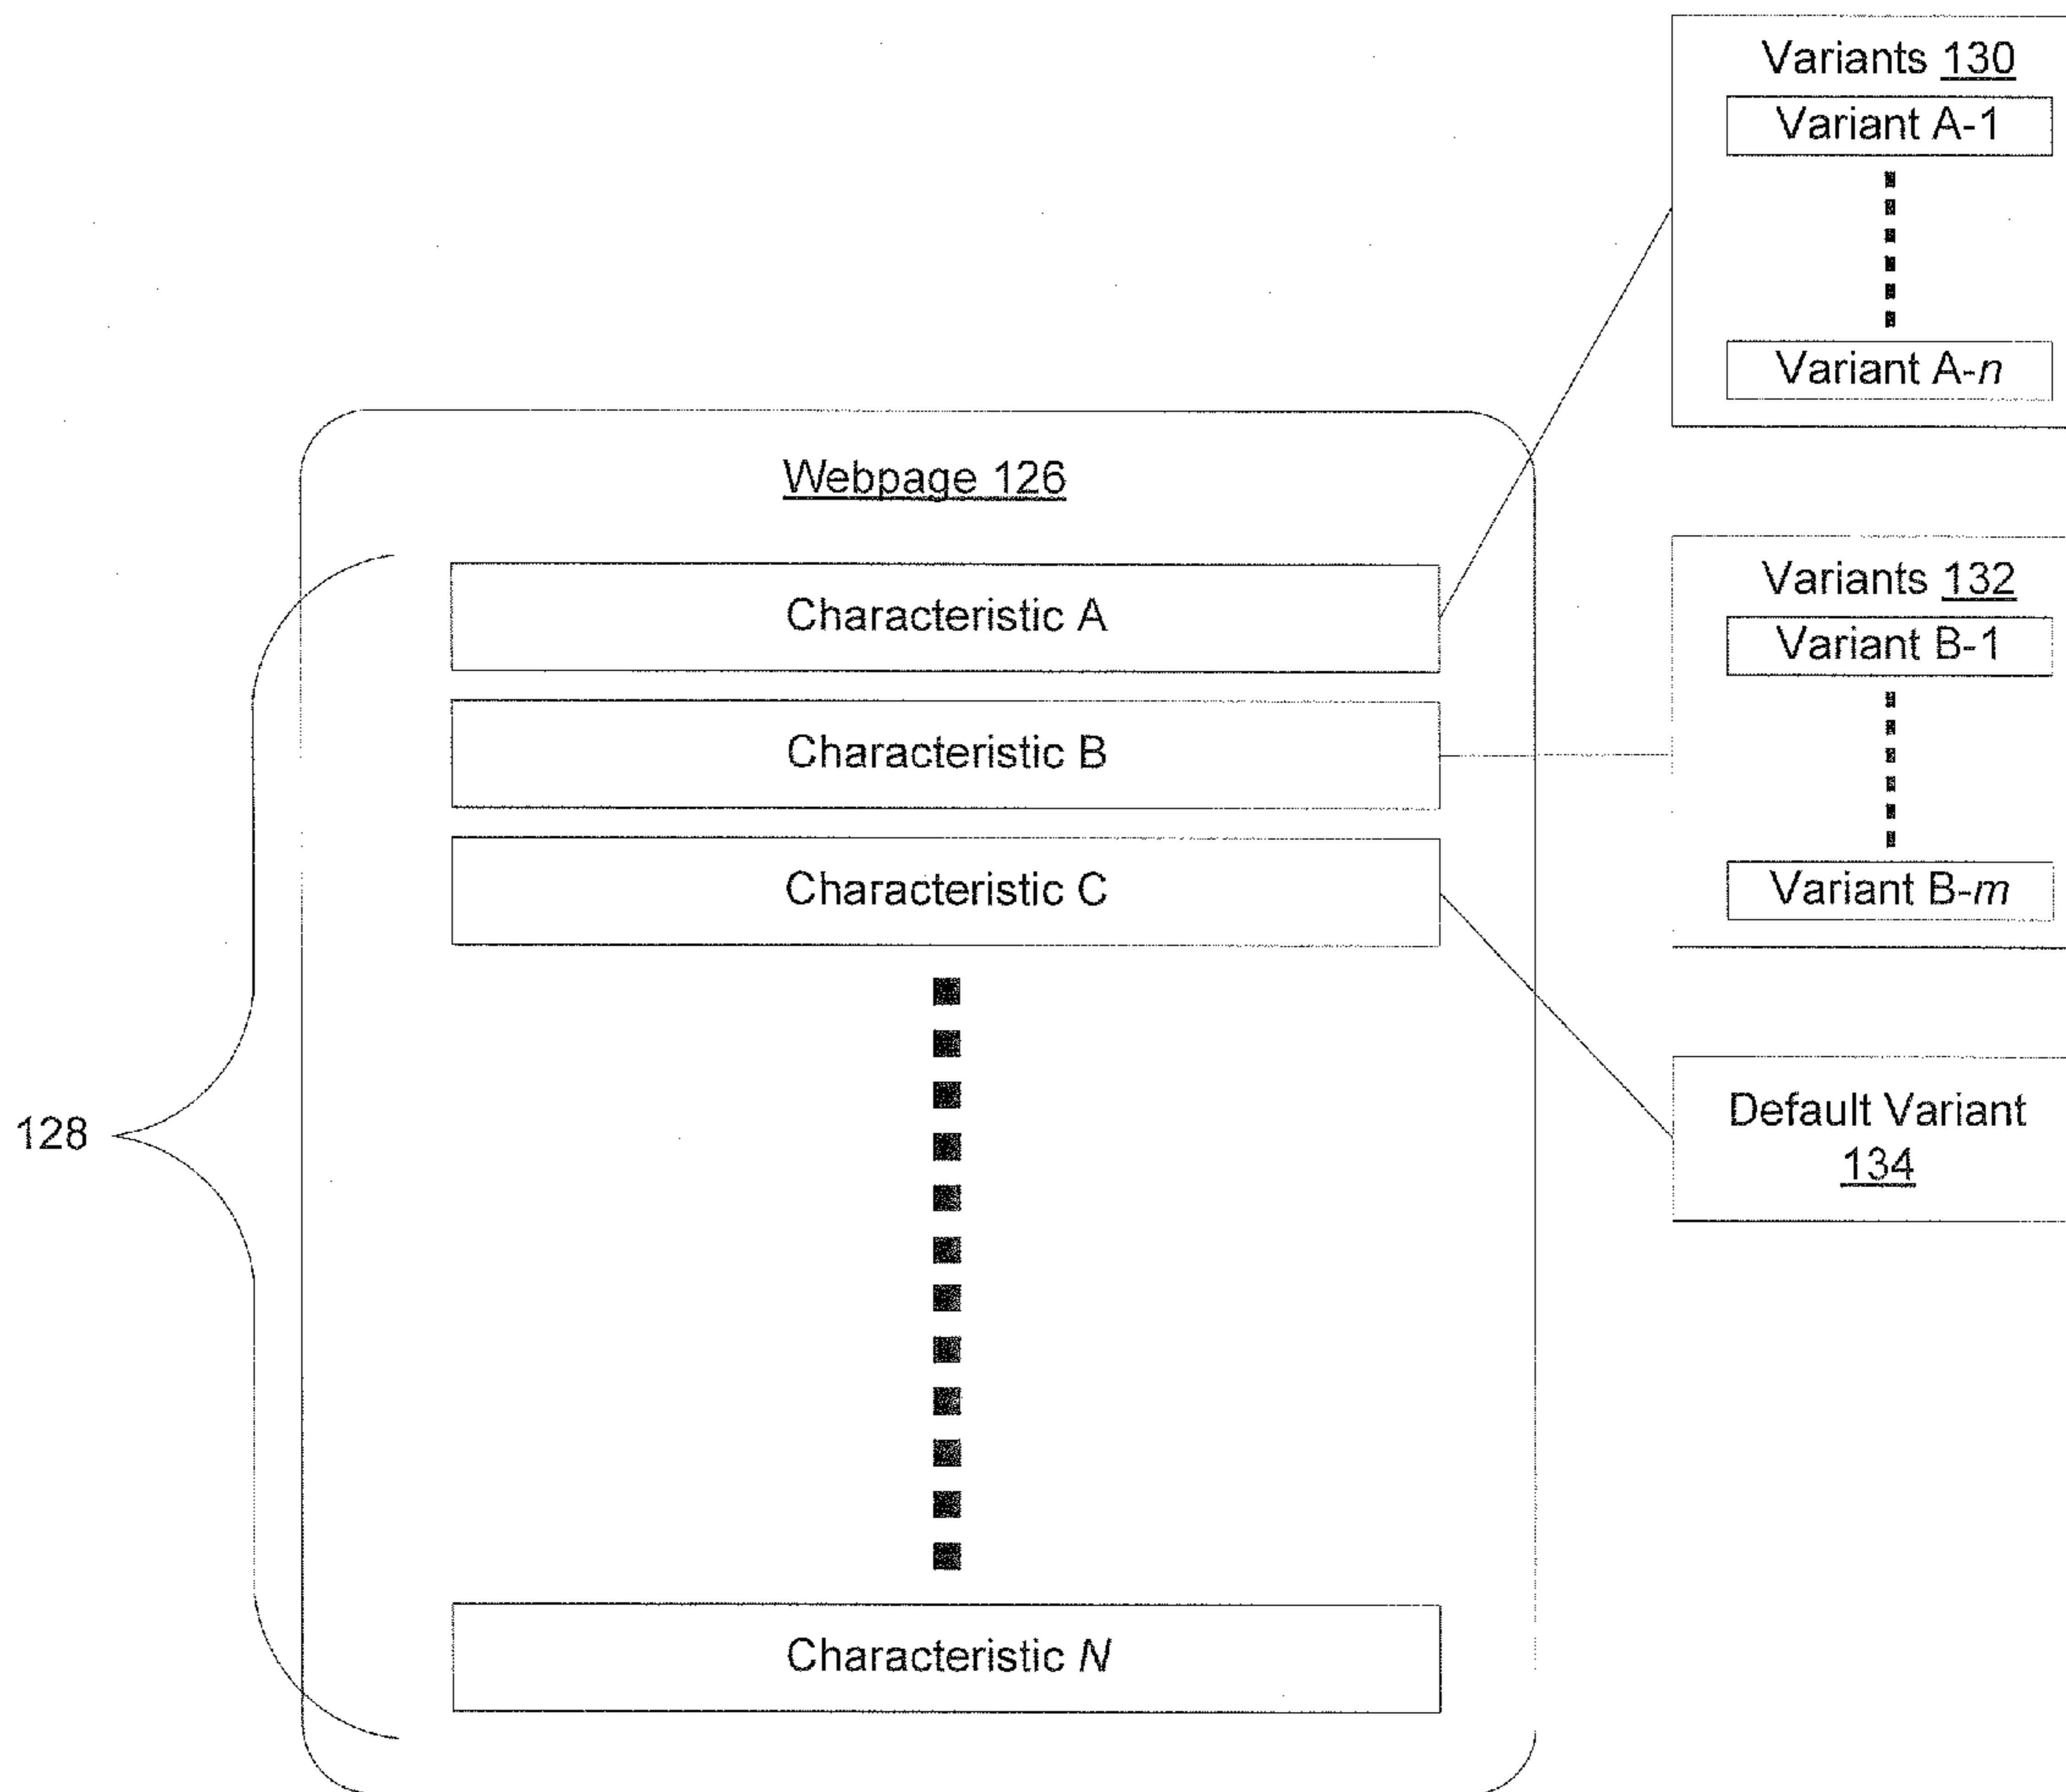 Variants 130
Variant A-1
Variant A-n
Webpage 126
Characteristic A
Characteristic B
Characteristic C
Characteristic N
128
Variants 132
Variant B-1
Variant B-m
Default Variant
134